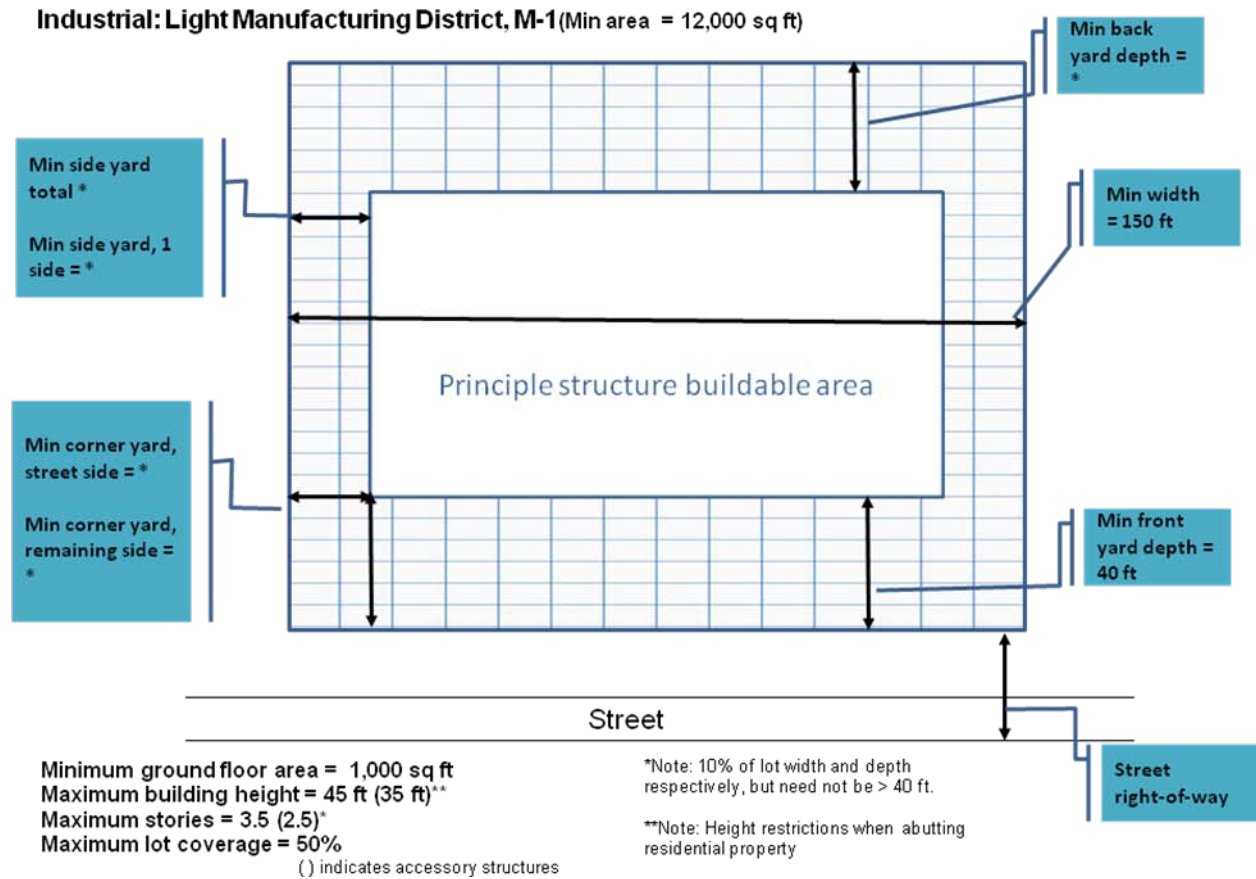 Industrial: Light Manufacturing District, M-1(Min area = 12,000 sq ft)
Min back
yard depth =
*
Min side yard
total *
Min side yard, 1
side = *
Min width
= 150 ft
Principle structure buildable area
Min corner yard,
street side = *
Min corner yard,
remaining side =
*
Min front
yard depth =
40 ft
Street
Street
right-of-way
Minimum ground floor area = 1,000 sq ft
Maximum building height = 45 ft (35 ft)**
Maximum stories = 3.5 (2.5)*
Maximum lot coverage = 50%
( ) indicates accessory structures
*Note: 10% of lot width and depth
respectively, but need not be > 40 ft.
**Note: Height restrictions when abutting
residential property